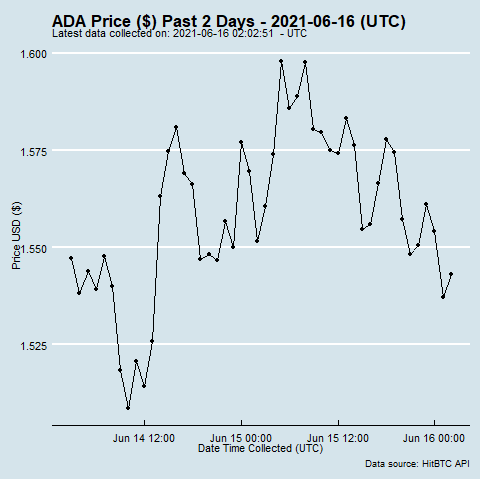 ADA Price ($) Past 2 Days - 2021-06-16 (UTC)
Latest data collected on: 2021-06-16 02:02:51 - UTC
1.600
1.575
1.550
1.525
Price USD ($)
Jun 14 12:00 Jun 15 00:00 Jun 15 12:00 Jun 16 00:00
Date Time Collected (UTC)
Data source: HitBTC API